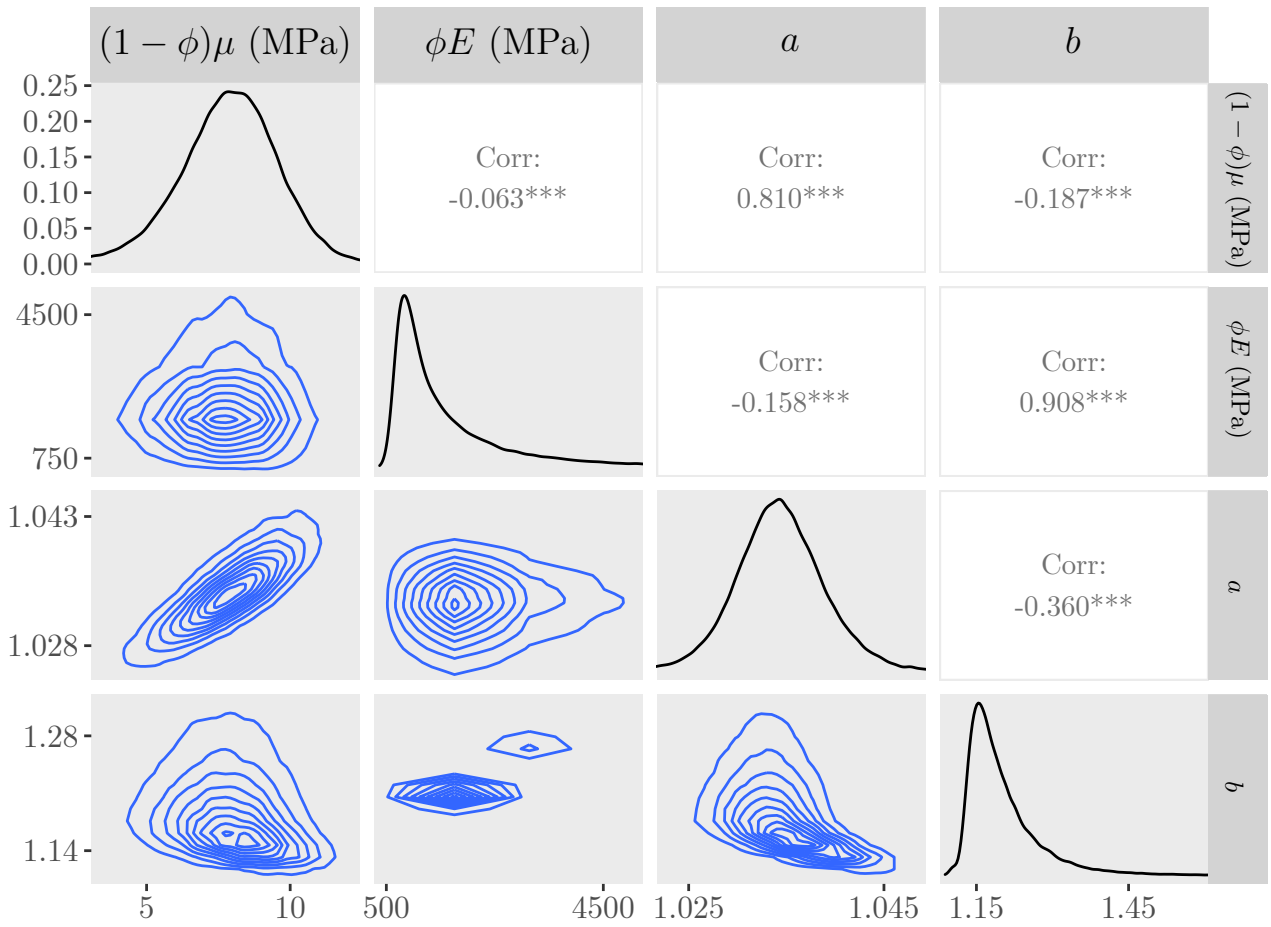 (1 − ϕ)μ (MPa)
ϕE (MPa)
a
b
0.25
0.20
0.15
0.10
0.05
0.00
Corr:
-0.063***
Corr:
0.810***
Corr:
-0.187***
(1 − ϕ)μ (MPa)
4500
750
Corr:
-0.158***
Corr:
0.908***
ϕE (MPa)
1.043
1.028
Corr:
-0.360***
a
1.28
1.14
b
5
10
500
4500
1.025
1.045
1.15
1.45